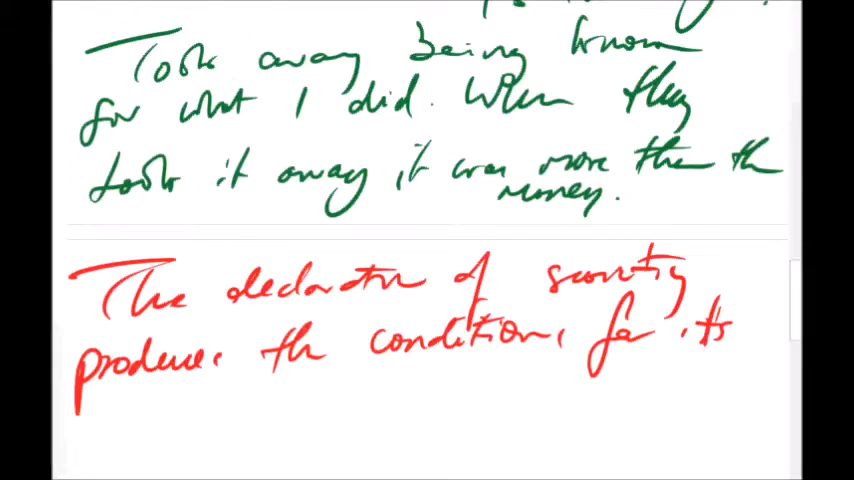 Took away being known
for what I did. When they
took it away it was more than the
money.
The declaration of scarcity
produces the conditions for its